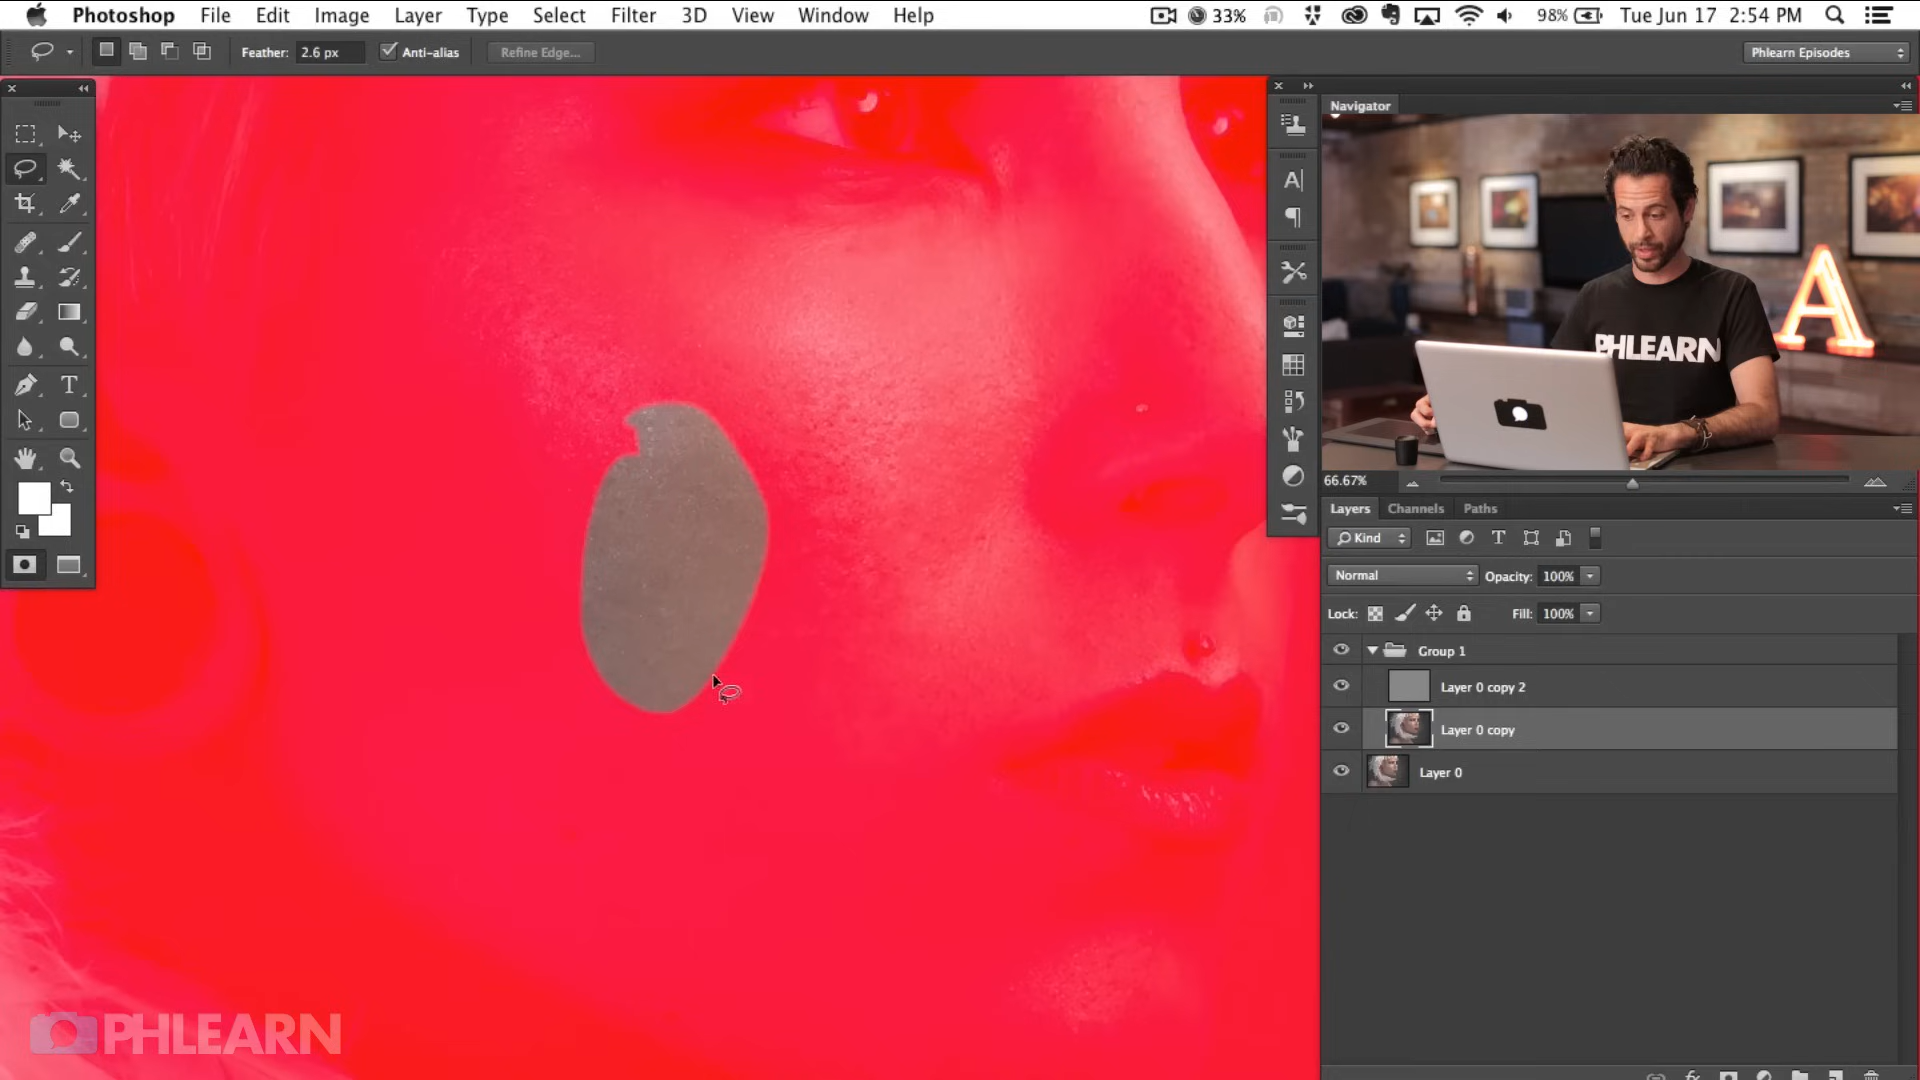 Photoshop File Edit Image Layer Type Select Filter 3D View Window Help 33% 98% Tue Jun 17 2:54 PM
Feather: 2.6 px Anti-alias Refine Edge... Phlearn Episodes
Navigator
A
PHLEARN
66.67%
Layers Channels Paths
Kind T
Normal Opacity: 100%
Lock: Fill: 100%
Group 1
Layer 0 copy 2
Layer 0 copy
Layer 0
fx
PHLEARN